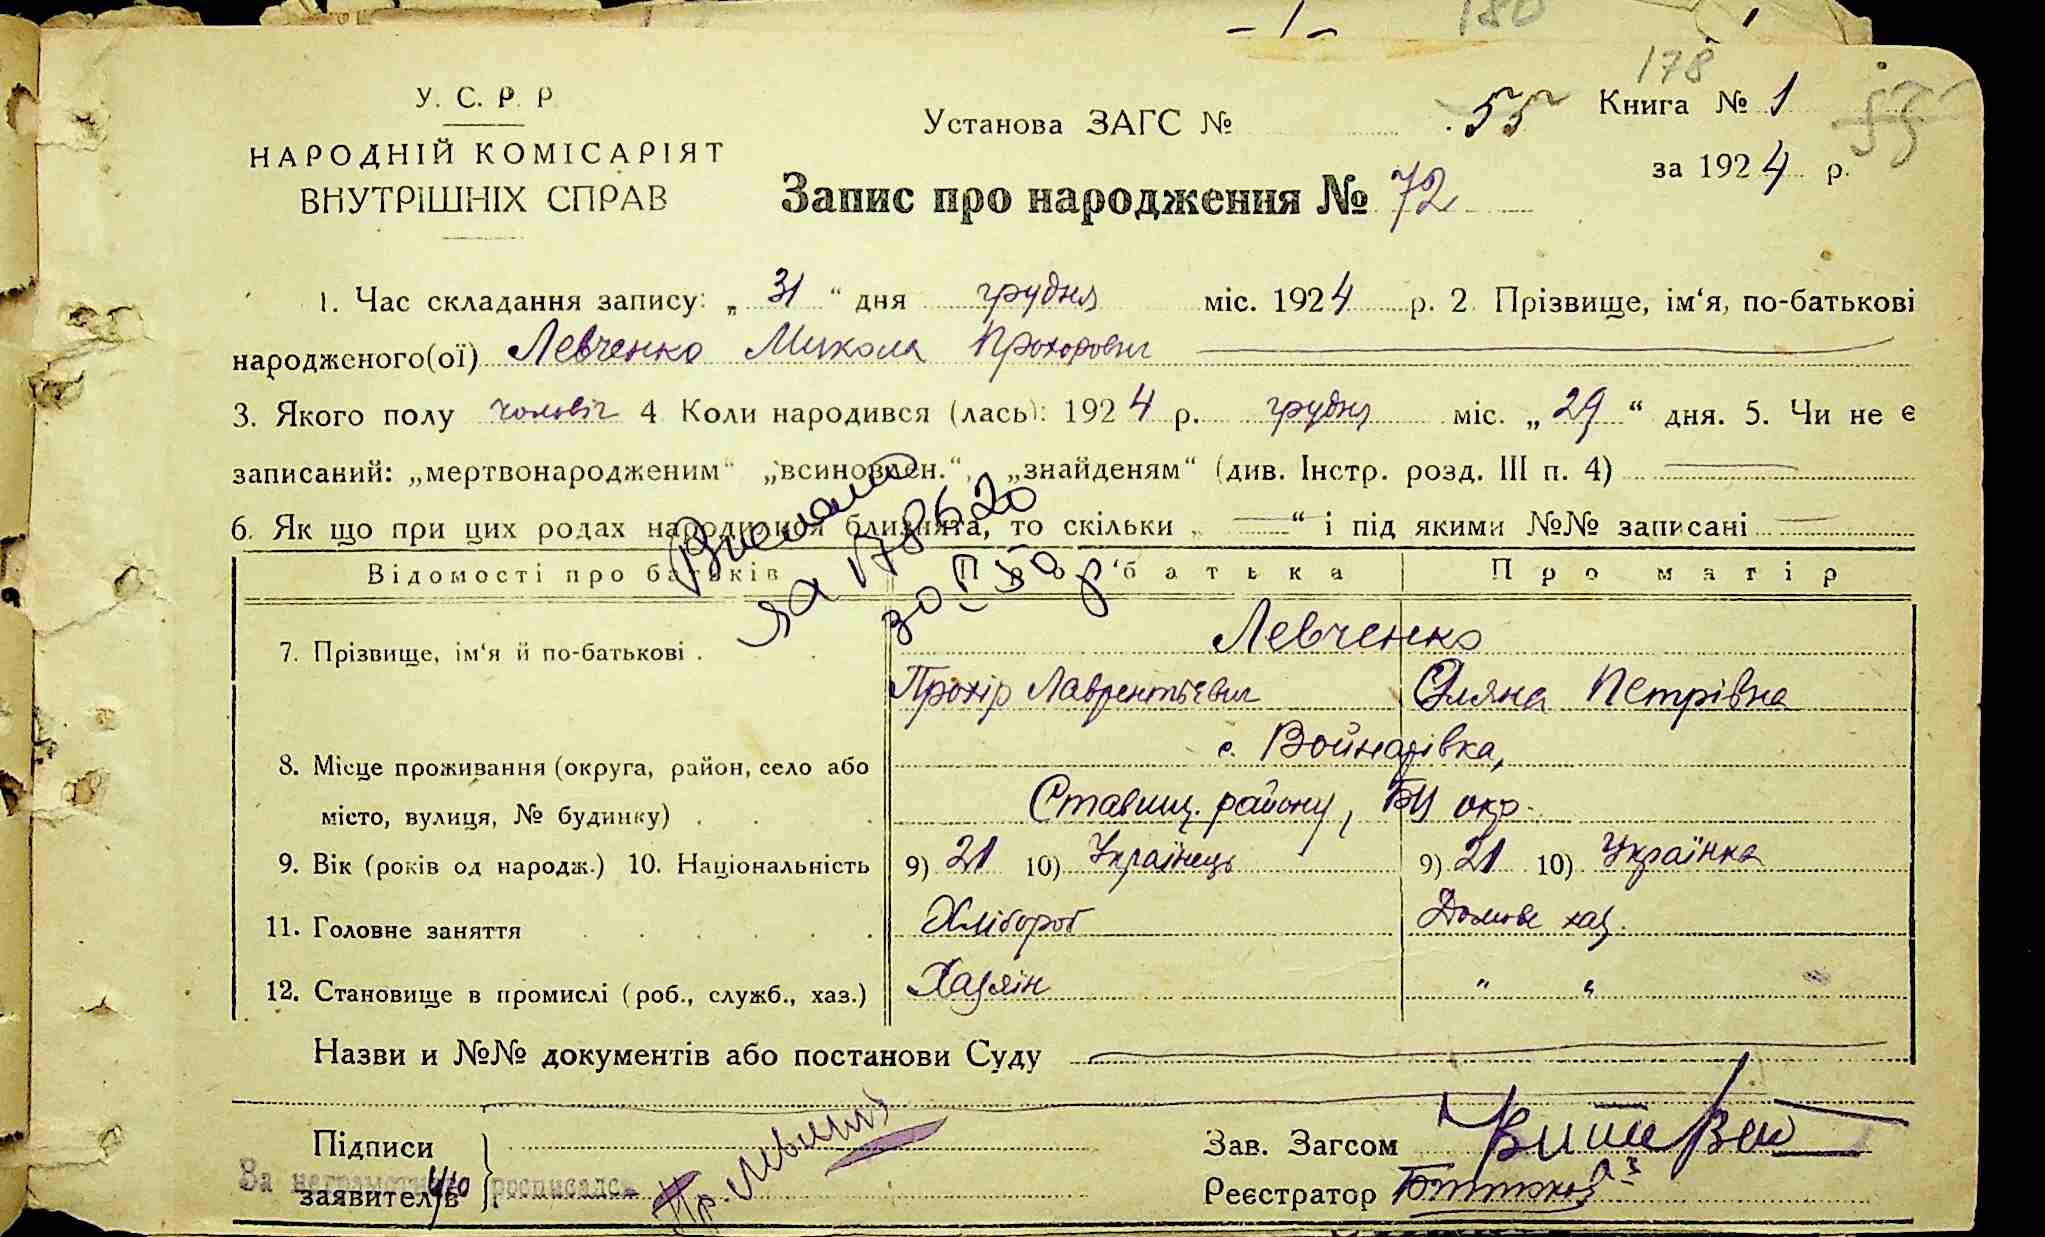 180
178
У. С. Р. Р.
НАРОДНІЙ КОМІСАРІЯТ
ВНУТРІШНІХ СПРАВ
Установа ЗАГС № 55 Книга № 1
за 1924 р.
Запис про народження № 72
1. Час складання запису: „ 31 “ дня грудня міс. 1924 р. 2. Прізвище, ім‘я, по-батькові
народженого(ої) Левченко Микола Прохорович
3. Якого полу чоловіч 4 Коли народився (лась): 1924 р. грудня міс. „ 29 “ дня. 5. Чи не є
записаний: „мертвонародженим“ „всиновлен.“, „знайденям“ (див. Інстр. розд. III п. 4)
6. Як що при цих родах народилися близнята, то скільки „ “ і під якими №№ записані
Відомості про батьків Про батька Про матір
7. Прізвище, ім‘я й по-батькові . Левченко
Прохір Лаврентьевич Уляна Петрівна
с. Войнарівка,
8. Місце проживання (округа, район, село або
місто, вулиця, № будинку) Ставищ. району, БЦ окр.
9. Вік (років од народж.) 10. Національність 9) 21 10) Українець 9) 21 10) Українка
11. Головне заняття Хлібороб Домове хаз.
12. Становище в промислі (роб., служб., хаз.) Хазяїн " "
Назви и №№ документів або постанови Суду
Підписи Зав. Загсом
заявителів Реєстратор
За неграмотн росписался